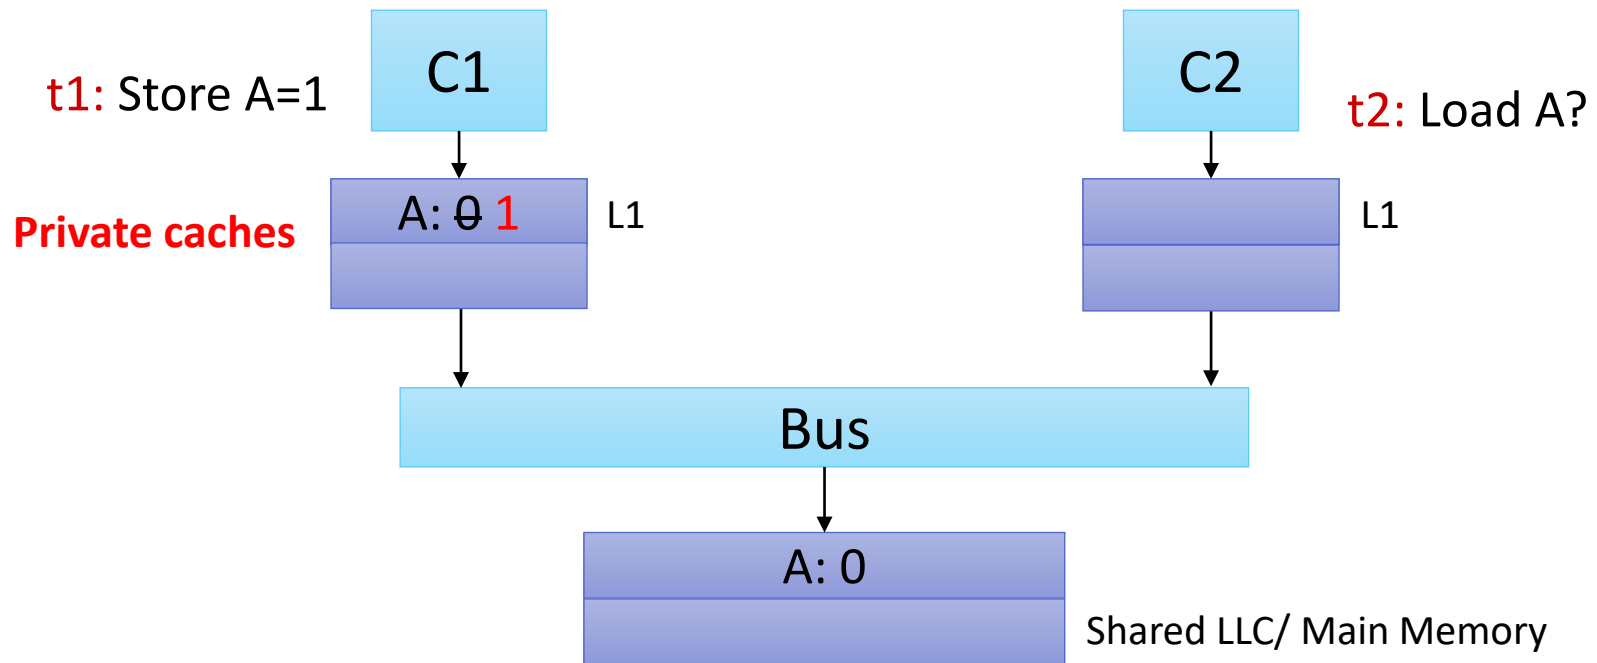 C1
C2
t1: Store A=1
t2: Load A?
Private caches
A: 0 1
L1
L1
Bus
A: 0
Shared LLC/ Main Memory